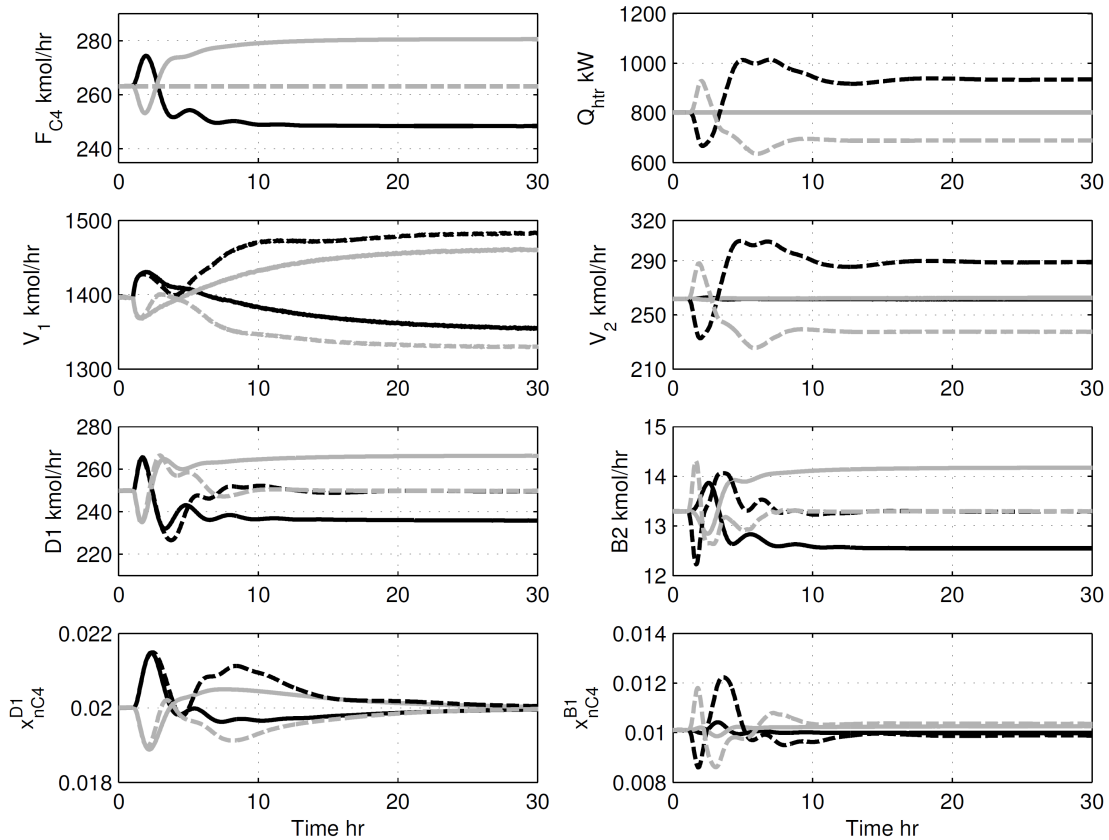 280
260
240
F_C4 kmol/hr
0 10 20 30
1200
1000
800
600
Q_htr kW
0 10 20 30
1500
1400
1300
V_1 kmol/hr
0 10 20 30
320
290
250
210
V_2 kmol/hr
0 10 20 30
280
260
240
220
D1 kmol/hr
0 10 20 30
15
14
13
12
B2 kmol/hr
0 10 20 30
0.022
0.02
0.018
x_nC4^D1
0 10 20 30
Time hr
0.014
0.012
0.01
0.008
x_nC4^B1
0 10 20 30
Time hr